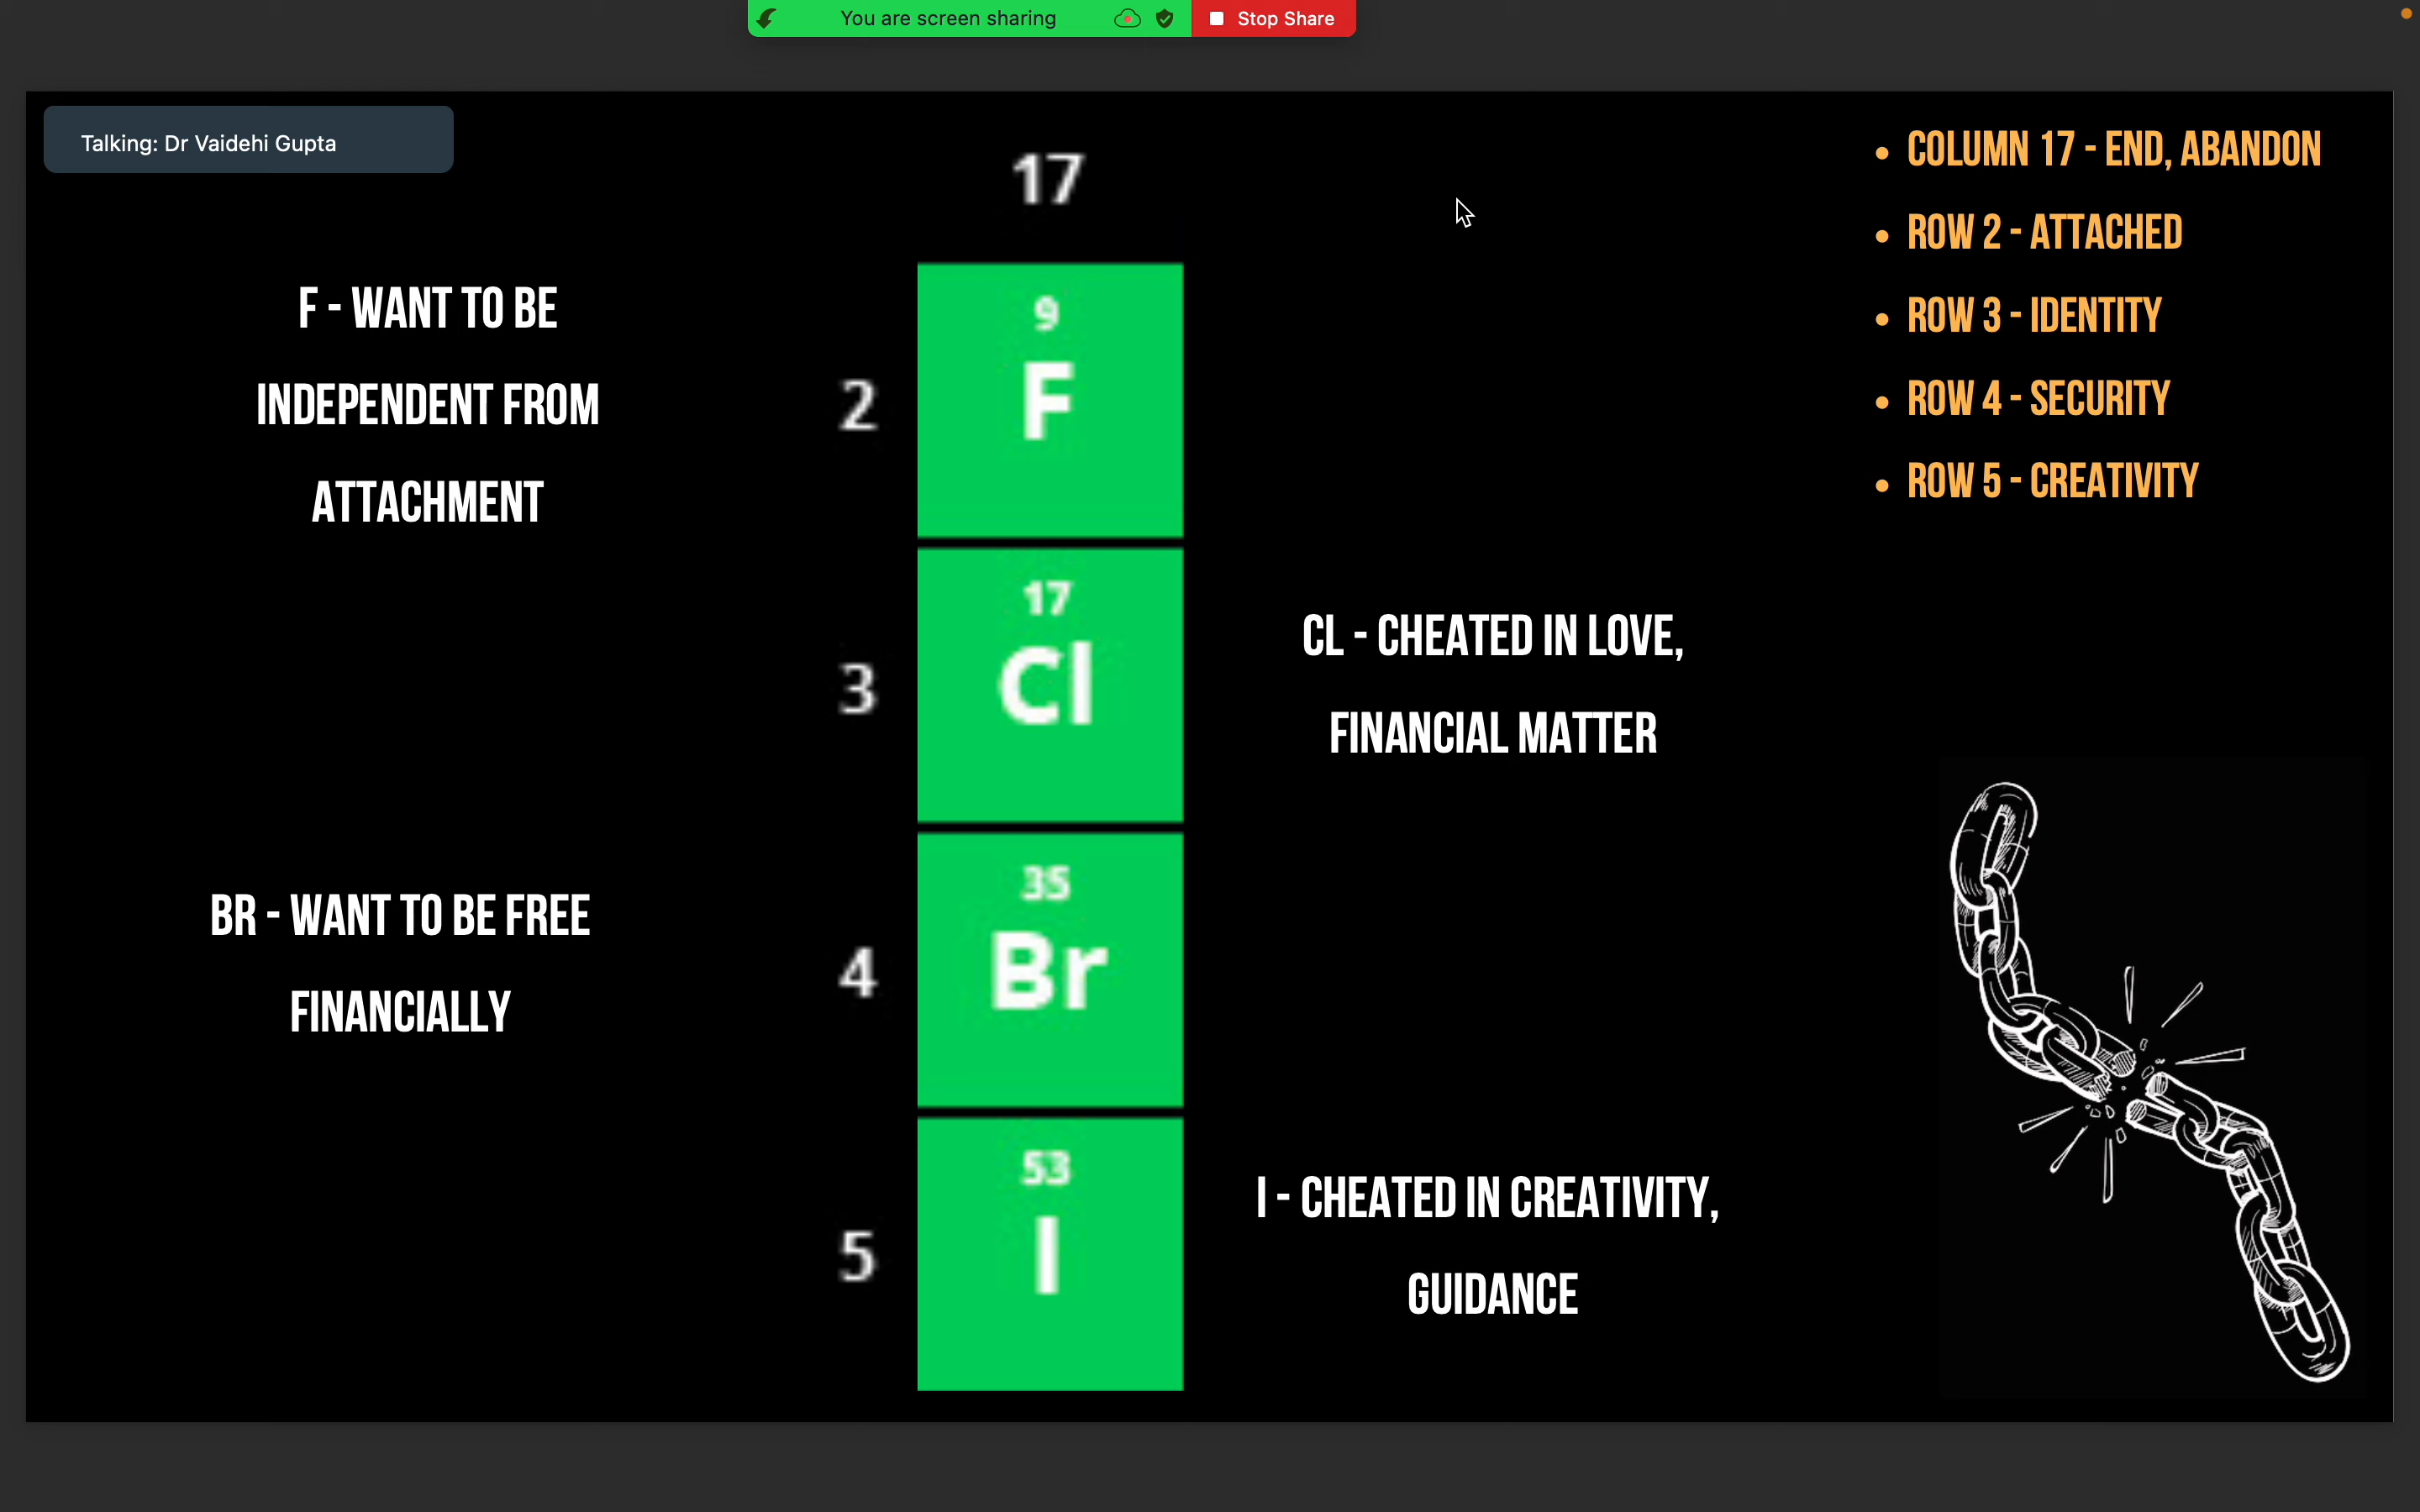 You are screen sharing
Stop Share
Talking: Dr Vaidehi Gupta
17
• COLUMN 17 - END, ABANDON
• ROW 2 - ATTACHED
• ROW 3 - IDENTITY
• ROW 4 - SECURITY
• ROW 5 - CREATIVITY
F - WANT TO BE
INDEPENDENT FROM
ATTACHMENT
2
9
F
3
17
Cl
CL - CHEATED IN LOVE,
FINANCIAL MATTER
BR - WANT TO BE FREE
FINANCIALLY
4
35
Br
5
53
I
I - CHEATED IN CREATIVITY,
GUIDANCE